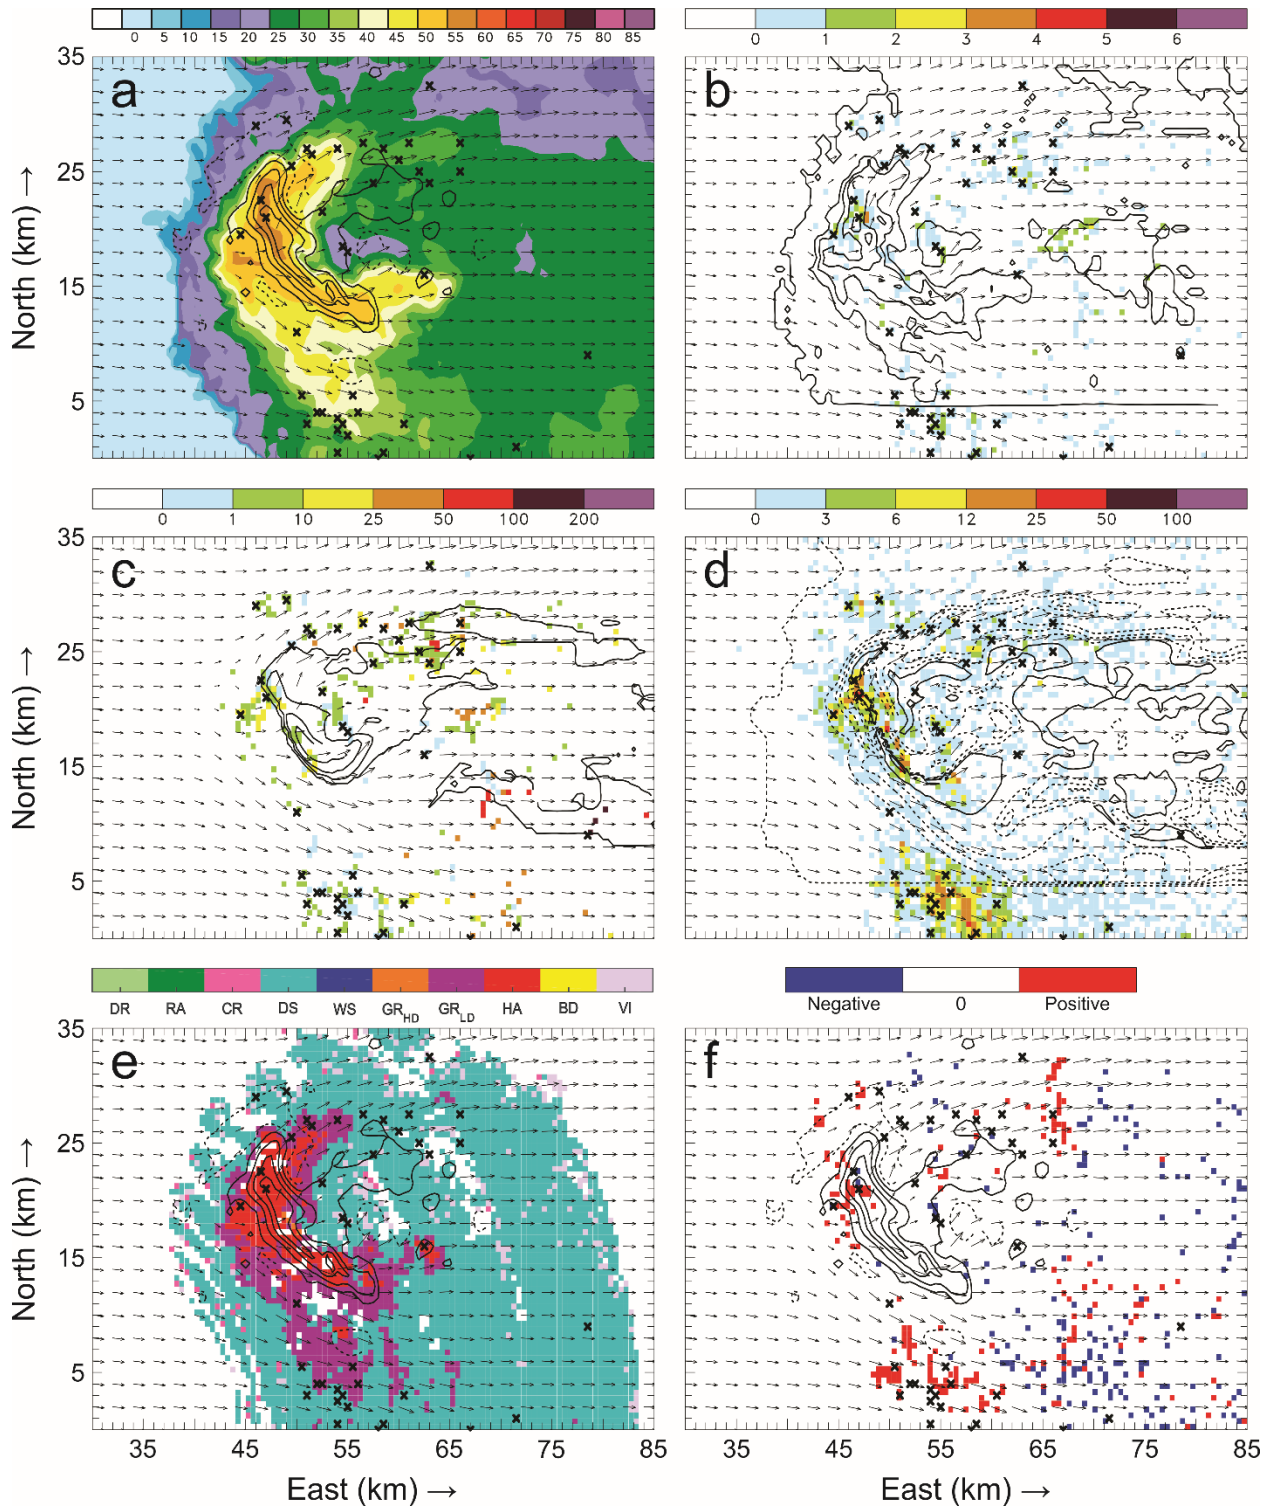 0 5 10 15 20 25 30 35 40 45 50 55 60 65 70 75 80 85
0 1 2 3 4 5 6
a
b
35
25
15
5
North (km) →
0 1 10 25 50 100 200
0 3 6 12 25 50 100
c
d
35
25
15
5
North (km) →
DR RA CR DS WS GR HD GR LD HA BD VI
Negative 0 Positive
e
f
35
25
15
5
North (km) →
35 45 55 65 75 85
35 45 55 65 75 85
East (km) →
East (km) →